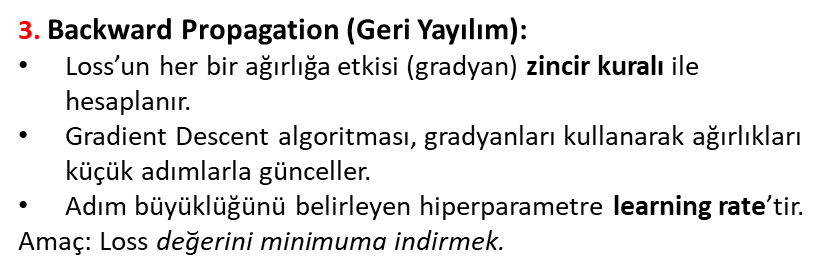 3. Backward Propagation (Geri Yayılım):
• Loss’un her bir ağırlığa etkisi (gradyan) zincir kuralı ile
hesaplanır.
• Gradient Descent algoritması, gradyanları kullanarak ağırlıkları
küçük adımlarla günceller.
• Adım büyüklüğünü belirleyen hiperparametre learning rate’tir.
Amaç: Loss değerini minimuma indirmek.